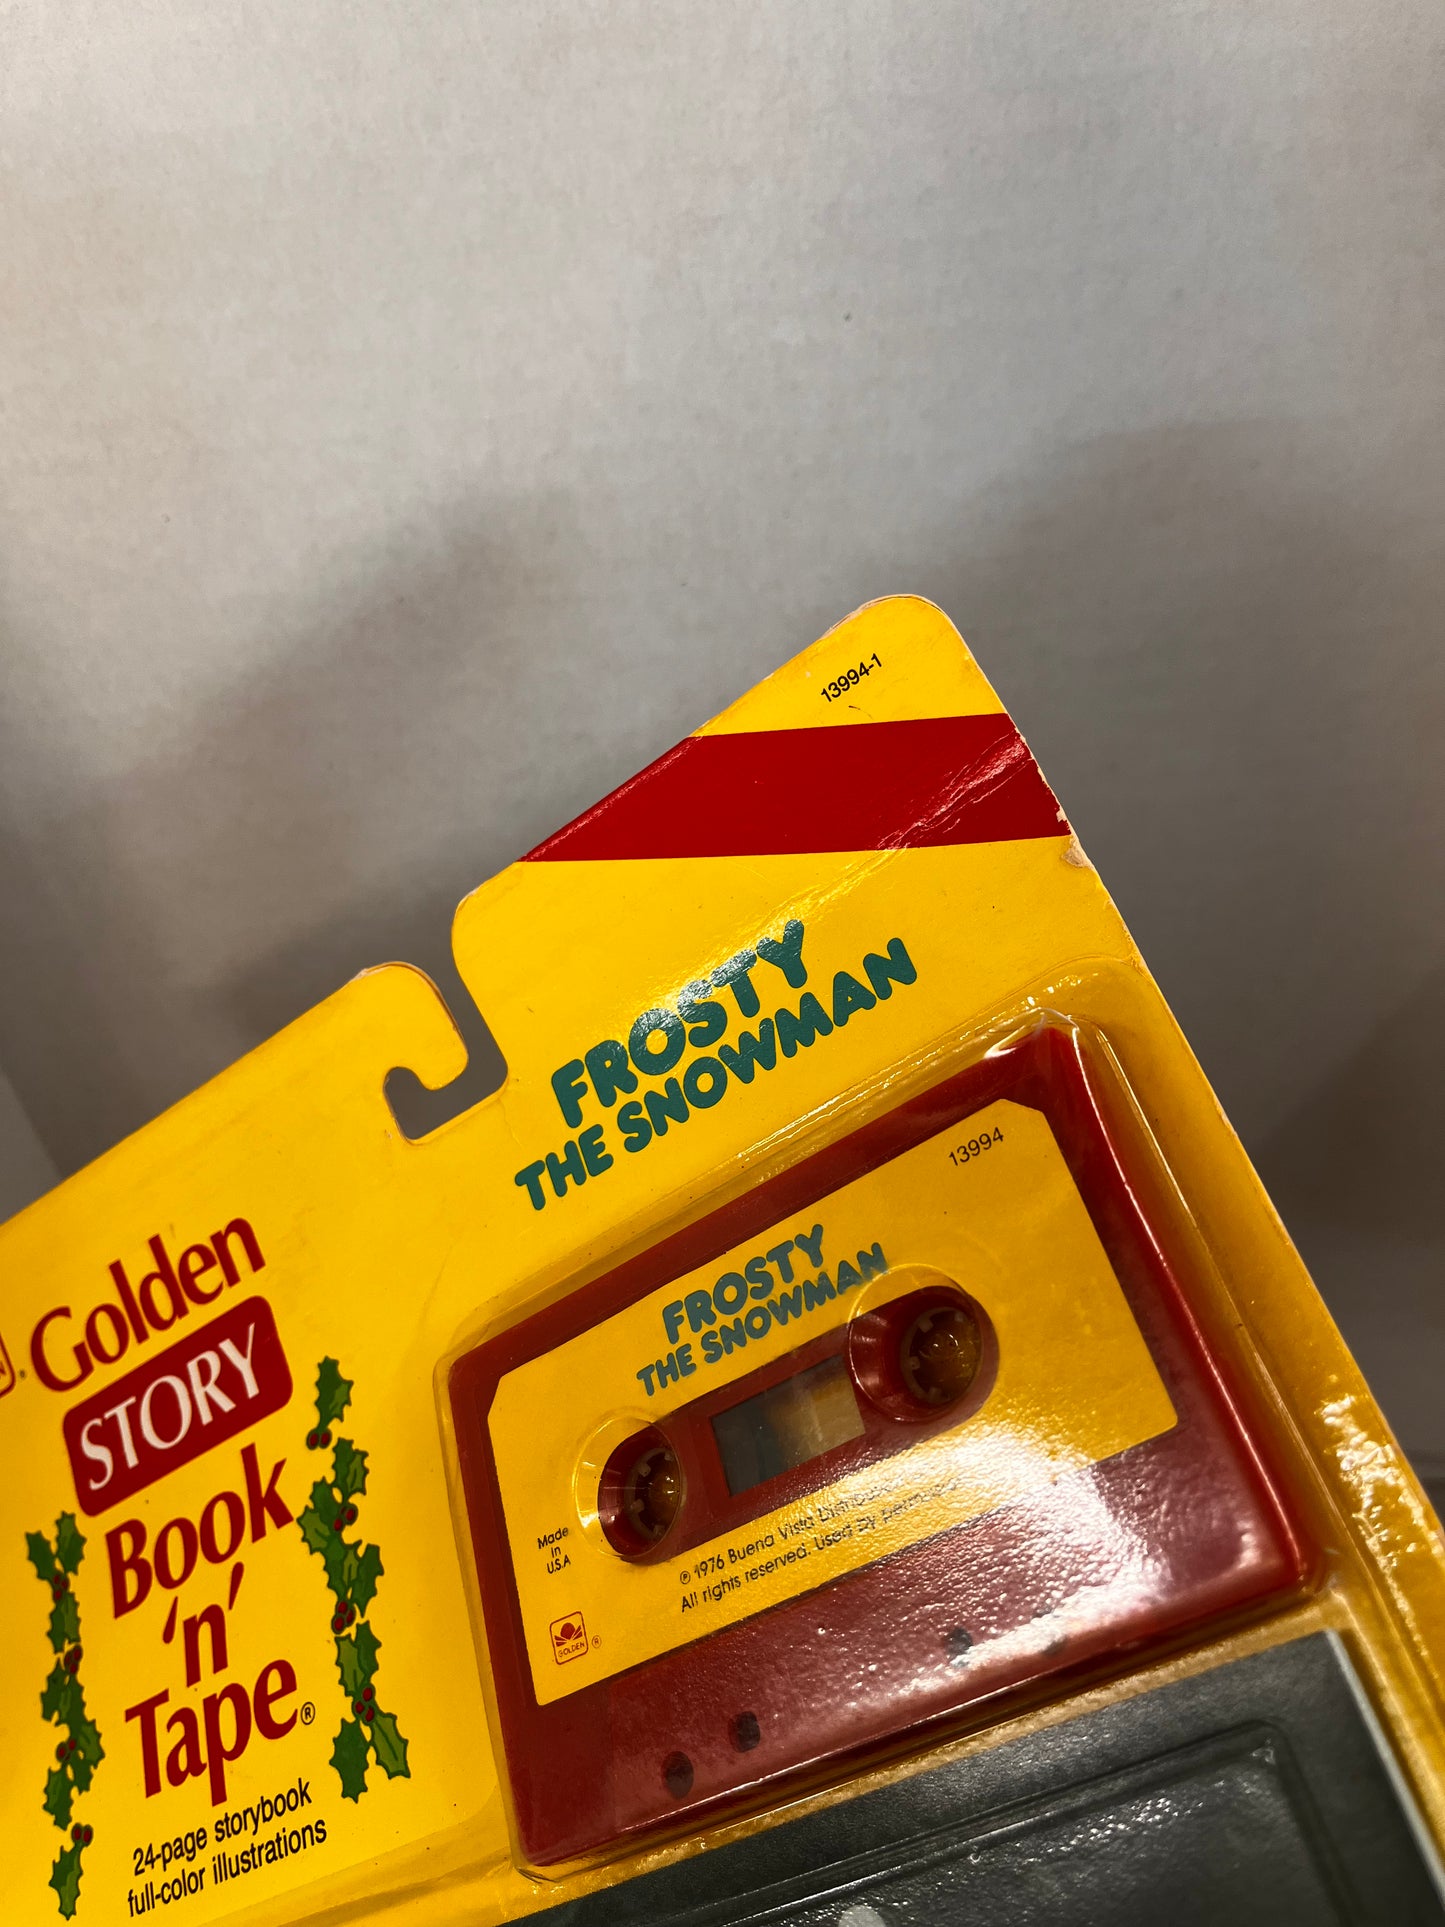 13994-1
FROSTY
THE SNOWMAN
Golden
STORY
Book
'n'
Tape®
24-page storybook
full-color illustrations
13994
FROSTY
THE SNOWMAN
Made
in
U.S.A
℗ 1976 Buena Vista
All rights reserved. Used by
GOLDEN ®